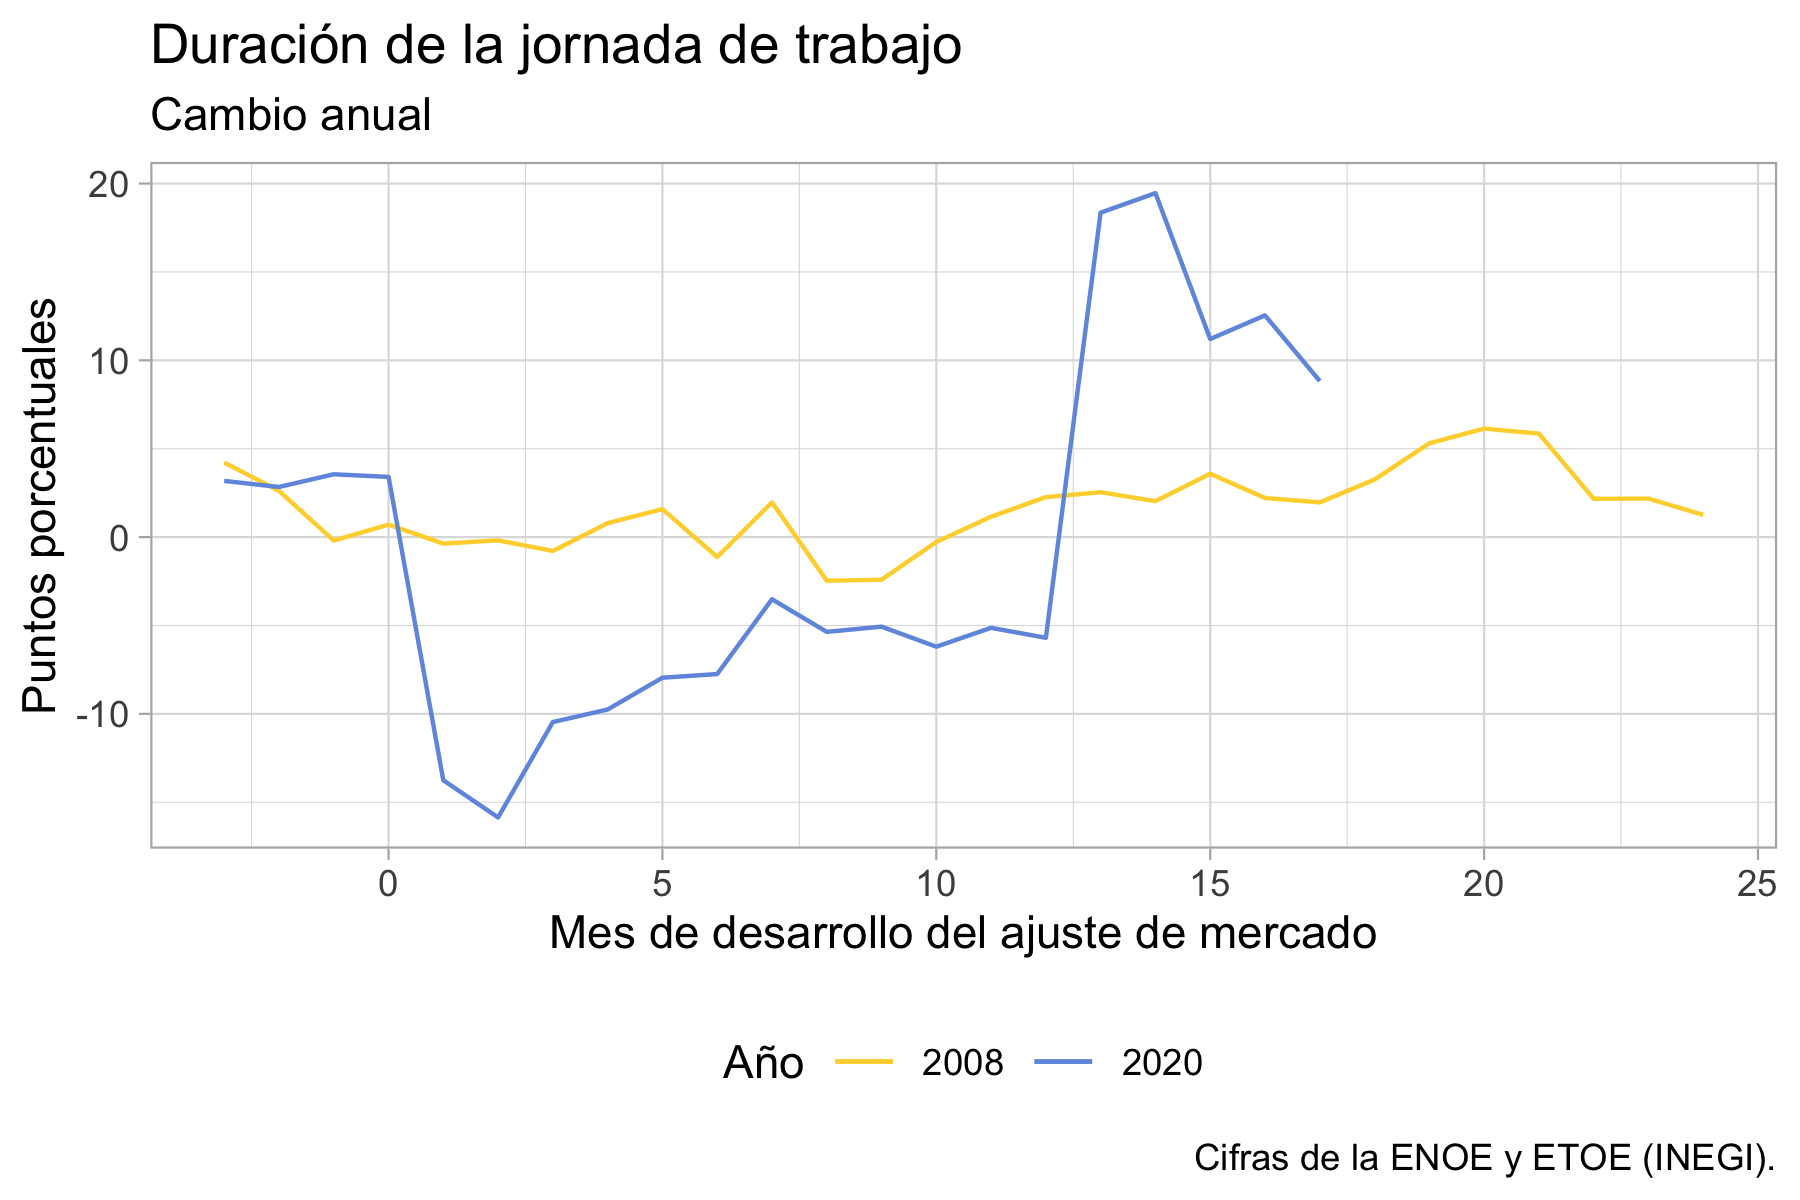 Duración de la jornada de trabajo
Cambio anual
Puntos porcentuales
20
10
0
-10
0 5 10 15 20 25
Mes de desarrollo del ajuste de mercado
Año 2008 2020
Cifras de la ENOE y ETOE (INEGI).